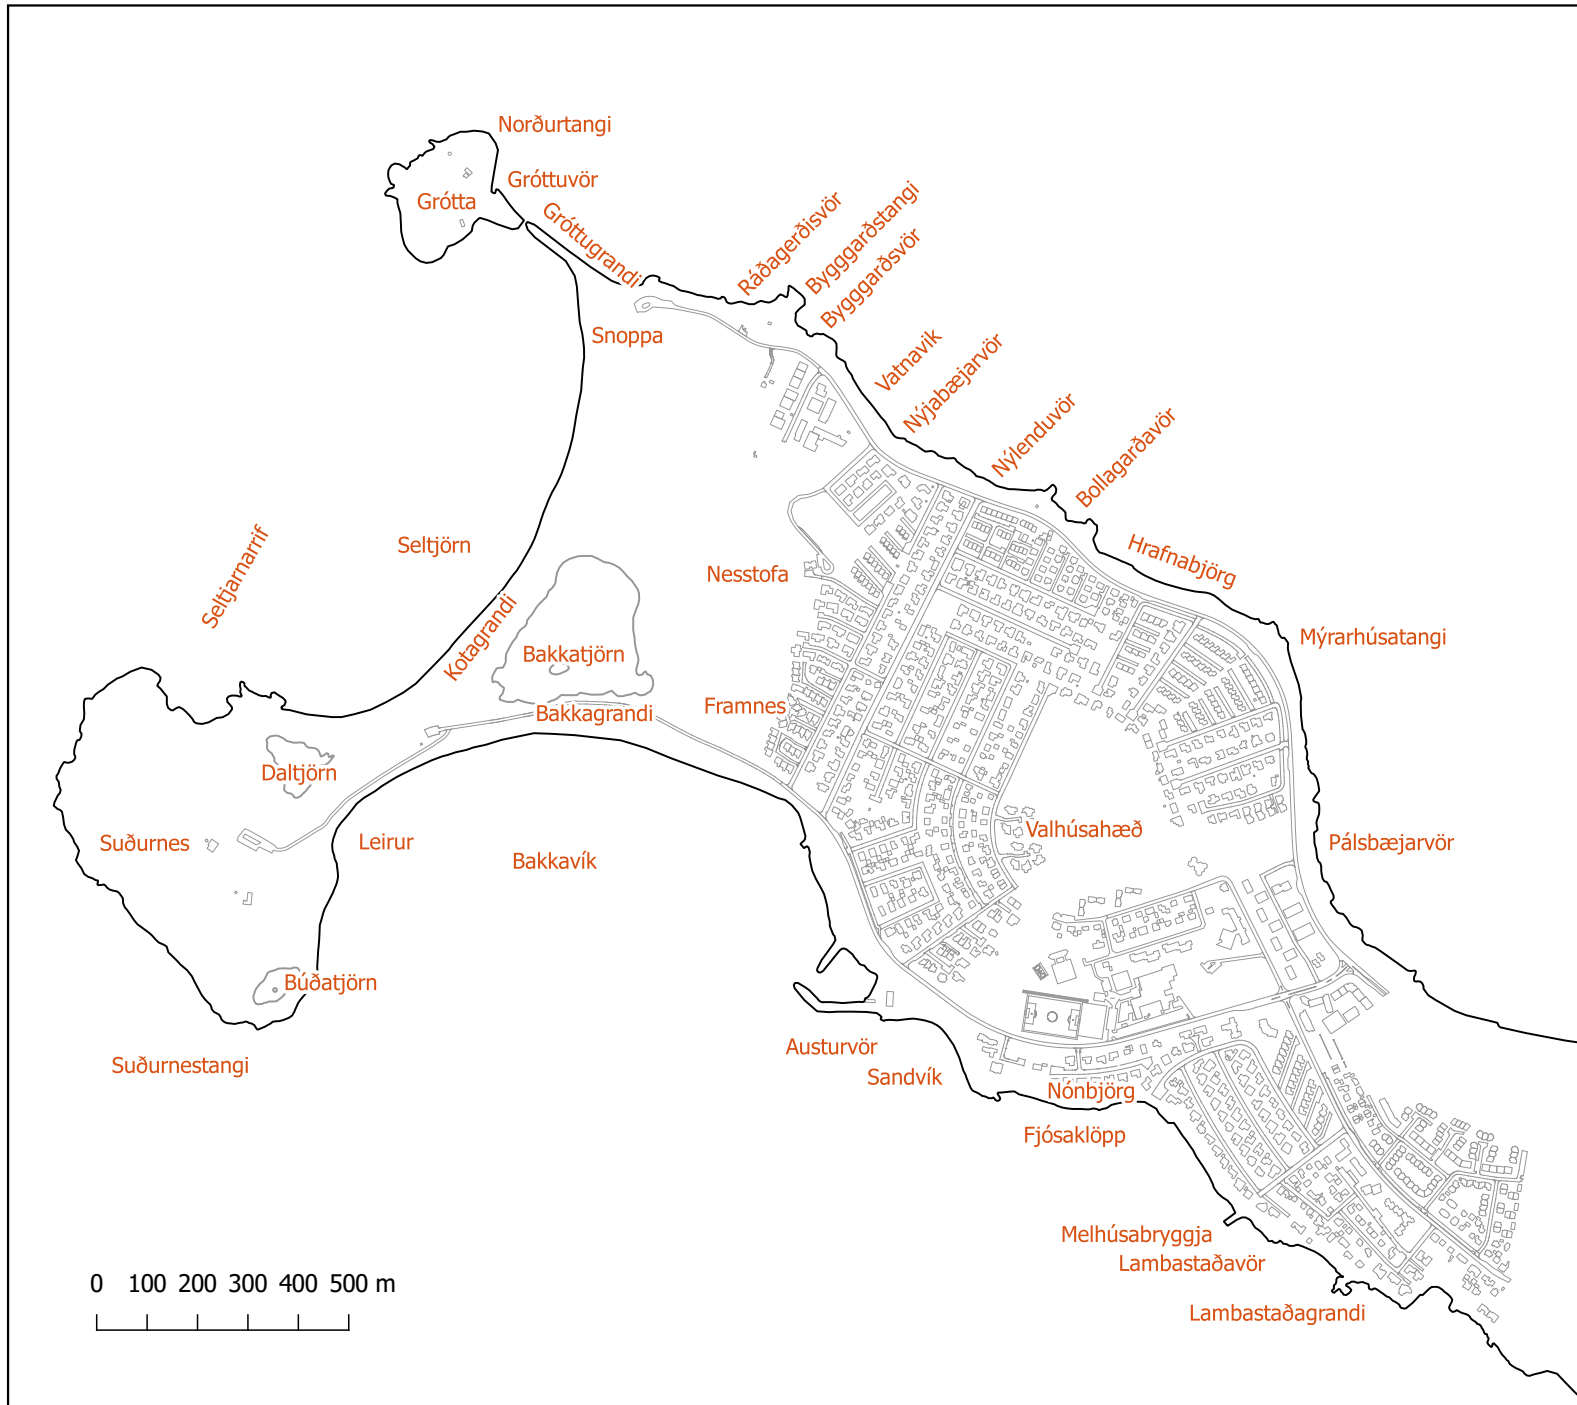 Norðurtangi
Gróttuvör
Grótta
Gróttugrandi
Ráðagerðisvör
Bygggarðstangi
Bygggarðsvör
Snoppa
Vatnavik
Nýjabæjarvör
Nýlenduvör
Bollagarðavör
Seltjarnarrif
Seltjörn
Nesstofa
Hrafnabjörg
Kotagrandi
Mýrarhúsatangi
Bakkatjörn
Framnes
Bakkagrandi
Daltjörn
Suðurnes
Leirur
Bakkavík
Valhúsahæð
Pálsbæjarvör
Búðatjörn
Suðurnestangi
Austurvör
Sandvík
Nónbjörg
Fjósaklöpp
Melhúsabryggja
Lambastaðavör
Lambastaðagrandi
0 100 200 300 400 500 m